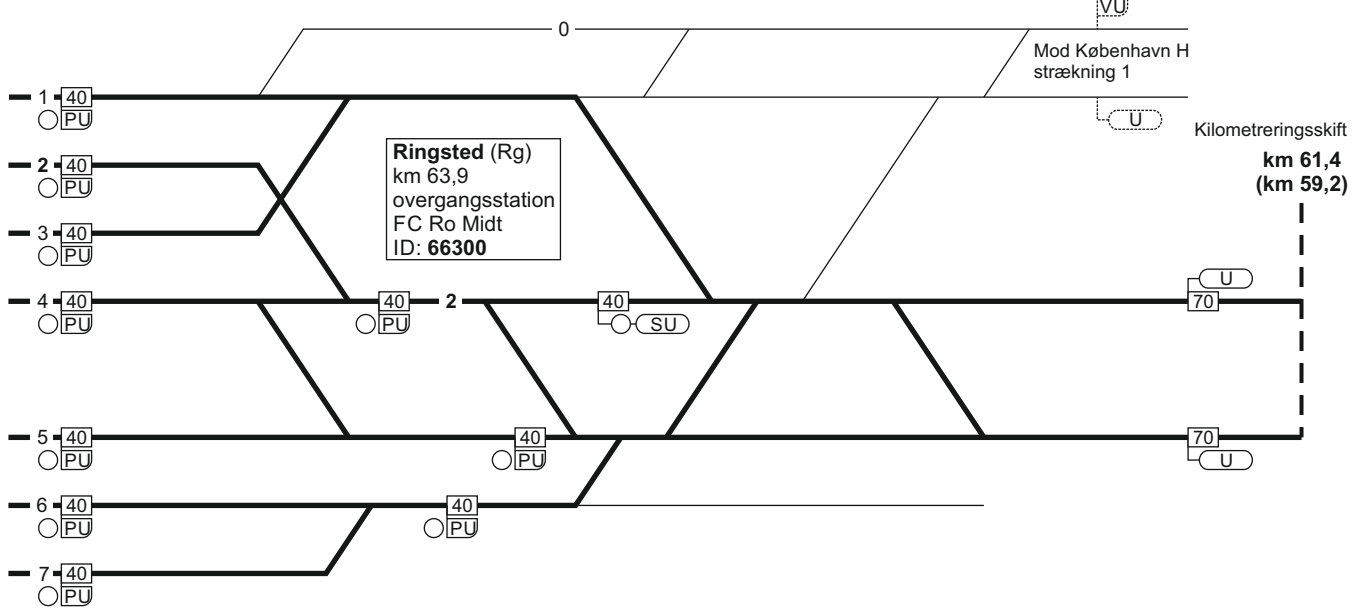 VU
0
Mod København H
strækning 1
1 40
PU
U
Kilometreringsskift
km 61,4
(km 59,2)
2 40
PU
Ringsted (Rg)
km 63,9
overgangsstation
FC Ro Midt
ID: 66300
3 40
PU
U
4 40
40 2
40
70
PU
PU
SU
5 40
40
70
PU
PU
U
6 40
40
PU
PU
7 40
PU